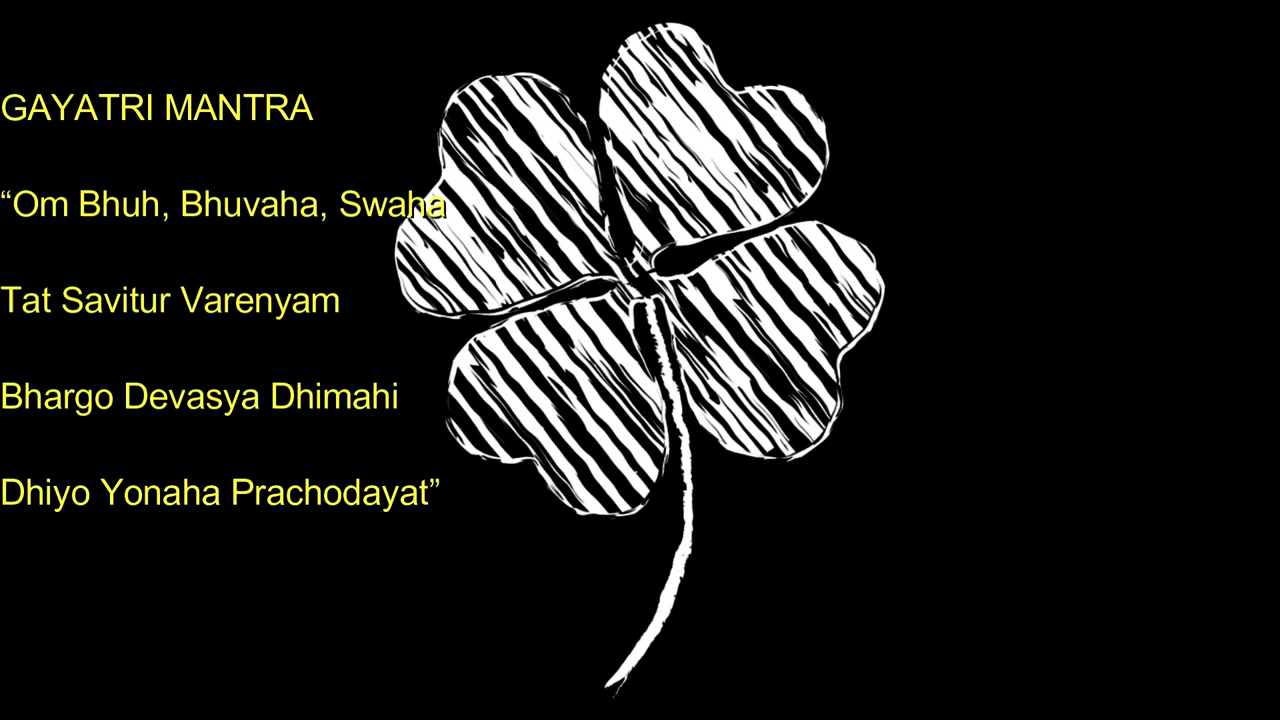 GAYATRI MANTRA
“Om Bhuh, Bhuvaha, Swaha
Tat Savitur Varenyam
Bhargo Devasya Dhimahi
Dhiyo Yonaha Prachodayat”